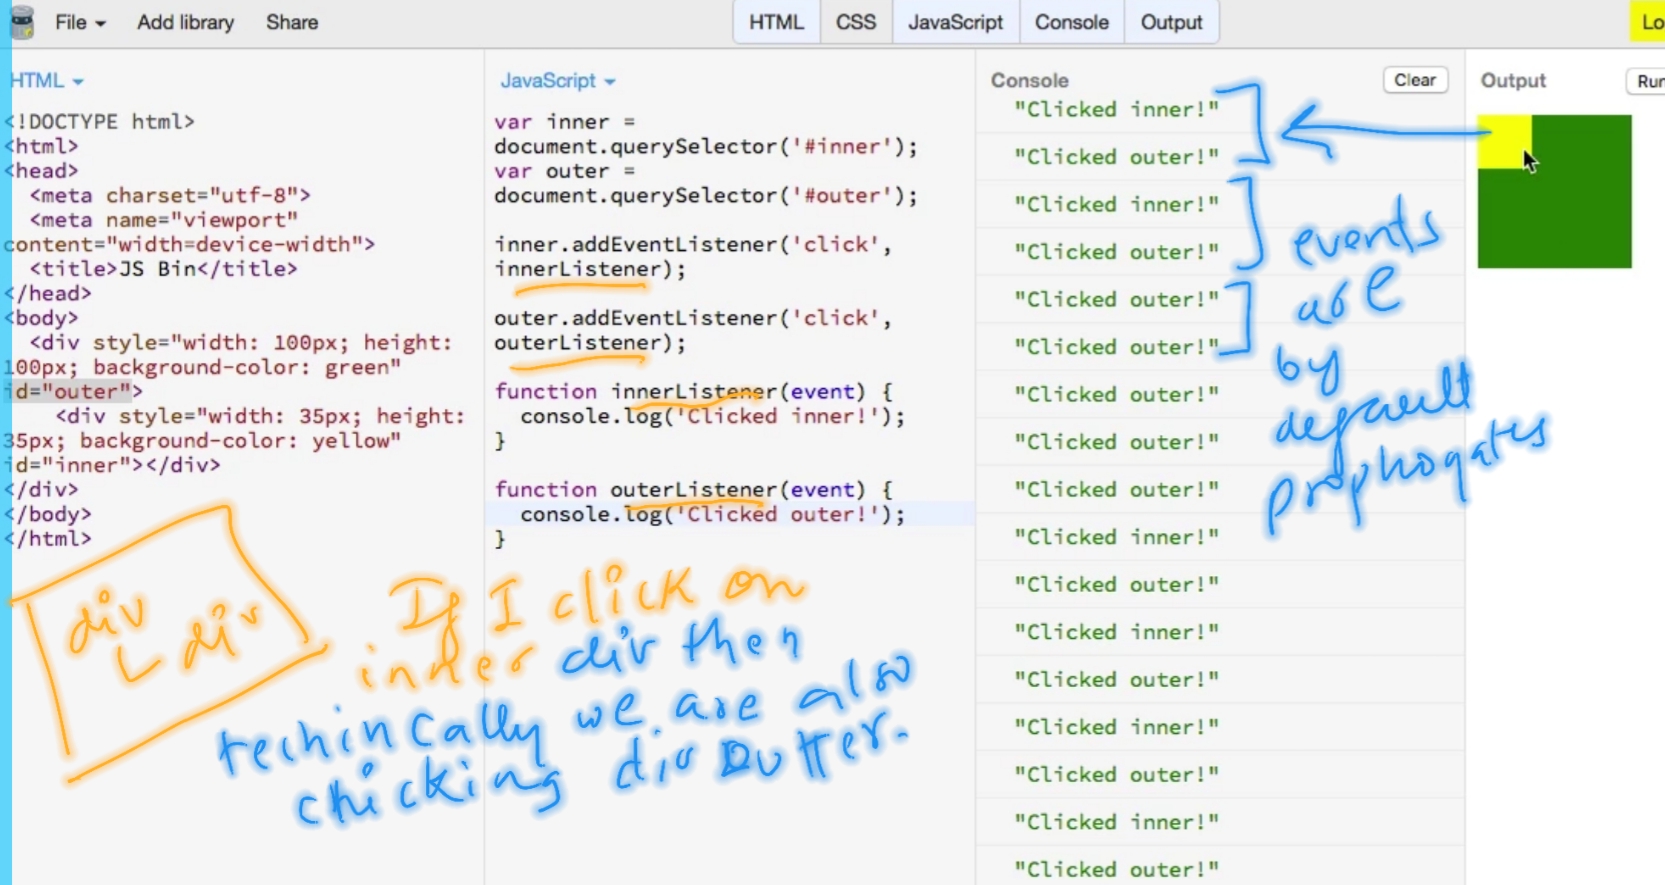 File
Add library
Share
HTML
CSS
JavaScript
Console
Output
Lo
HTML
<!DOCTYPE html>
<html>
<head>
<meta charset="utf-8">
<meta name="viewport"
content="width=device-width">
<title>JS Bin</title>
</head>
<body>
<div style="width: 100px; height:
100px; background-color: green"
id="outer">
<div style="width: 35px; height:
35px; background-color: yellow"
id="inner"></div>
</div>
</body>
</html>
JavaScript
var inner =
document.querySelector('#inner');
var outer =
document.querySelector('#outer');
inner.addEventListener('click',
innerListener);
outer.addEventListener('click',
outerListener);
function innerListener(event) {
console.log('Clicked inner!');
}
function outerListener(event) {
console.log('Clicked outer!');
}
Console
Clear
"Clicked inner!"
"Clicked outer!"
"Clicked inner!"
"Clicked outer!"
"Clicked outer!"
"Clicked outer!"
"Clicked outer!"
"Clicked outer!"
"Clicked outer!"
"Clicked inner!"
"Clicked outer!"
"Clicked inner!"
"Clicked outer!"
"Clicked inner!"
"Clicked outer!"
"Clicked inner!"
"Clicked outer!"
Output
Run
events
are
by
default
prophogates
div
div
If I click on
inner div then
techincally we are also
chicking div outter.